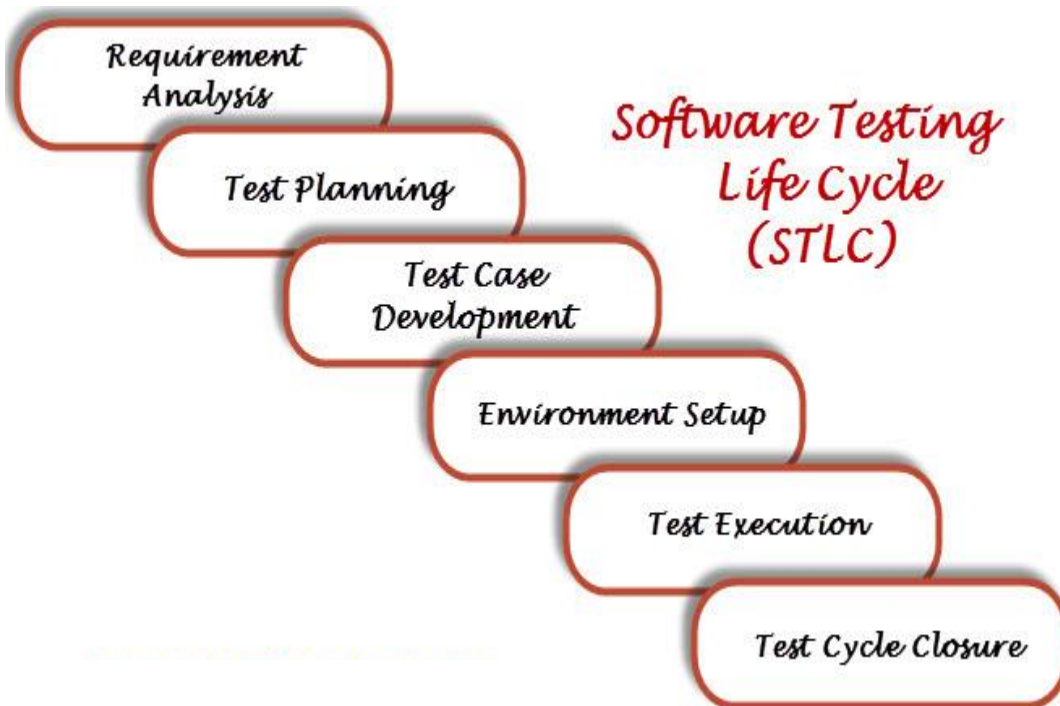 Requirement
Analysis
Software Testing
Life Cycle
(STLC)
Test Planning
Test Case
Development
Environment Setup
Test Execution
Test Cycle Closure